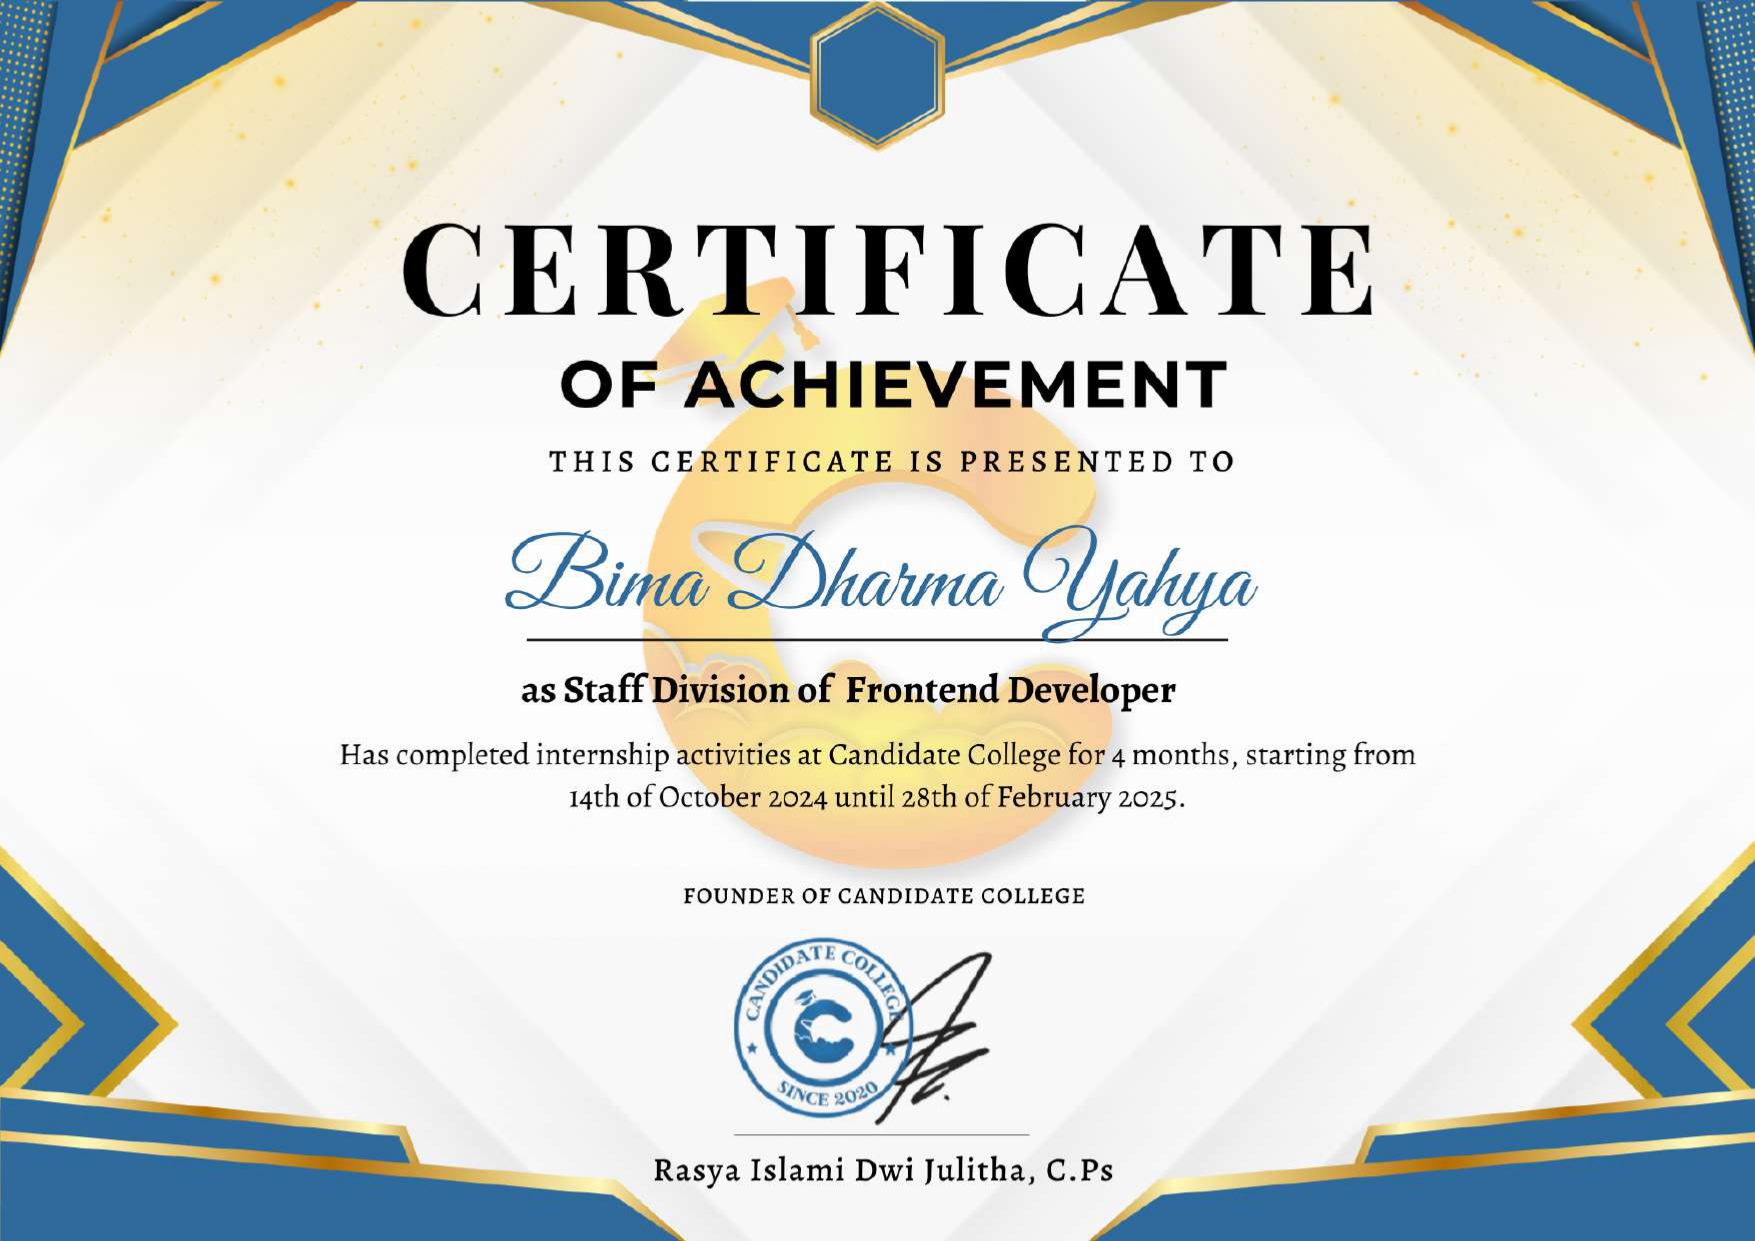 CERTIFICATE
OF ACHIEVEMENT
THIS CERTIFICATE IS PRESENTED TO
Bima Dharma Yahya
as Staff Division of Frontend Developer
Has completed internship activities at Candidate College for 4 months, starting from
14th of October 2024 until 28th of February 2025.
FOUNDER OF CANDIDATE COLLEGE
CANDIDATE COLLEGE
SINCE 2020
Rasya Islami Dwi Julitha, C.Ps